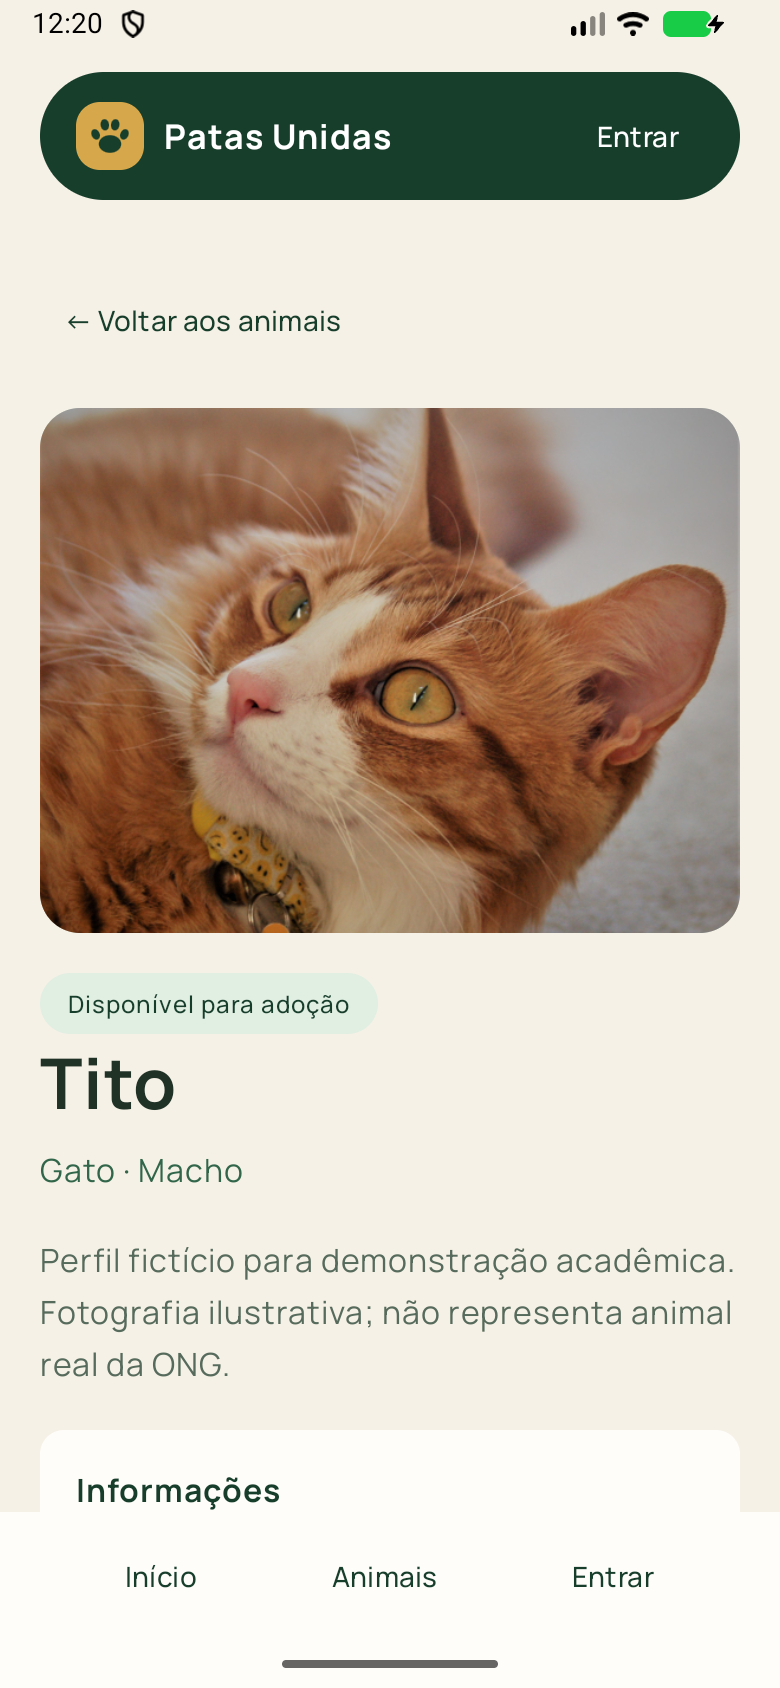 12:20
Patas Unidas
Entrar
← Voltar aos animais
Disponível para adoção
Tito
Gato · Macho
Perfil fictício para demonstração acadêmica.
Fotografia ilustrativa; não representa animal
real da ONG.
Informações
Início
Animais
Entrar